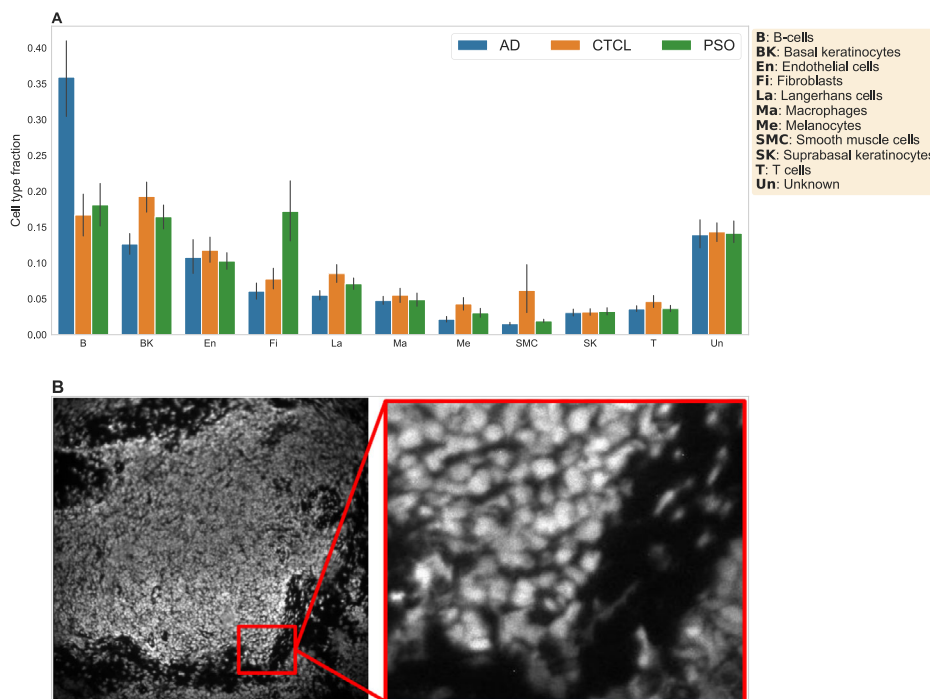 A
AD CTCL PSO
Cell type fraction
0.40
0.35
0.30
0.25
0.20
0.15
0.10
0.05
0.00
B BK En Fi La Ma Me SMC SK T Un
B: B-cells
BK: Basal keratinocytes
En: Endothelial cells
Fi: Fibroblasts
La: Langerhans cells
Ma: Macrophages
Me: Melanocytes
SMC: Smooth muscle cells
SK: Suprabasal keratinocytes
T: T cells
Un: Unknown
B